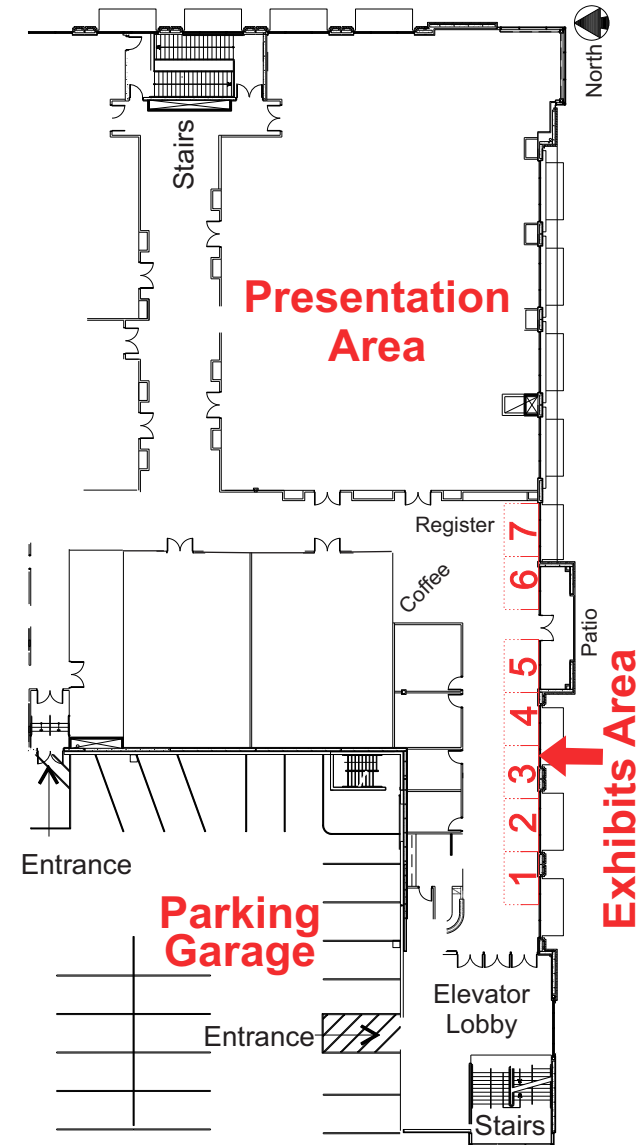 North
Stairs
Presentation
Area
Register
7
6
Coffee
Patio
5
4
3
2
1
Exhibits Area
Entrance
Parking
Garage
Entrance
Elevator
Lobby
Stairs